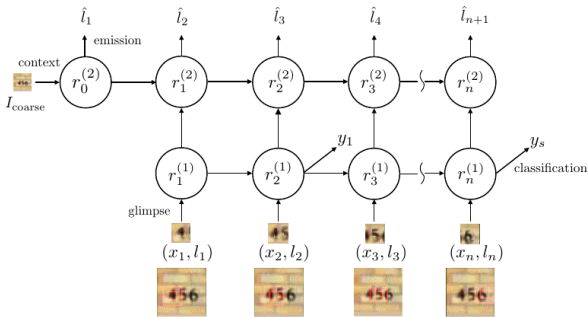 l̂₁ l̂₂ l̂₃ l̂₄ l̂ₙ₊₁
emission
context
456
I_coarse
r₀⁽²⁾ r₁⁽²⁾ r₂⁽²⁾ r₃⁽²⁾ rₙ⁽²⁾
y₁ yₛ
r₁⁽¹⁾ r₂⁽¹⁾ r₃⁽¹⁾ rₙ⁽¹⁾
classification
glimpse
(x₁, l₁) (x₂, l₂) (x₃, l₃) (xₙ, lₙ)
456 456 456 456